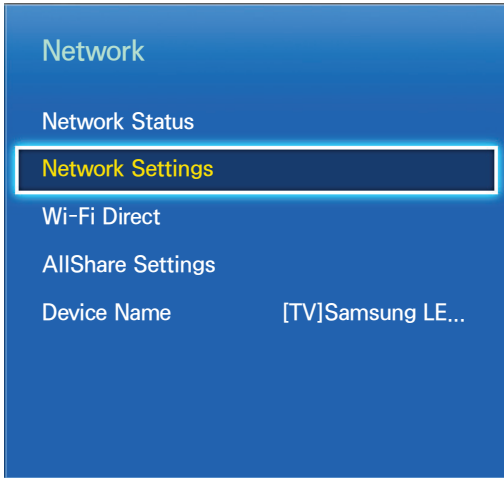 Network
Network Status
Network Settings
Wi-Fi Direct
AllShare Settings
Device Name [TV]Samsung LE...